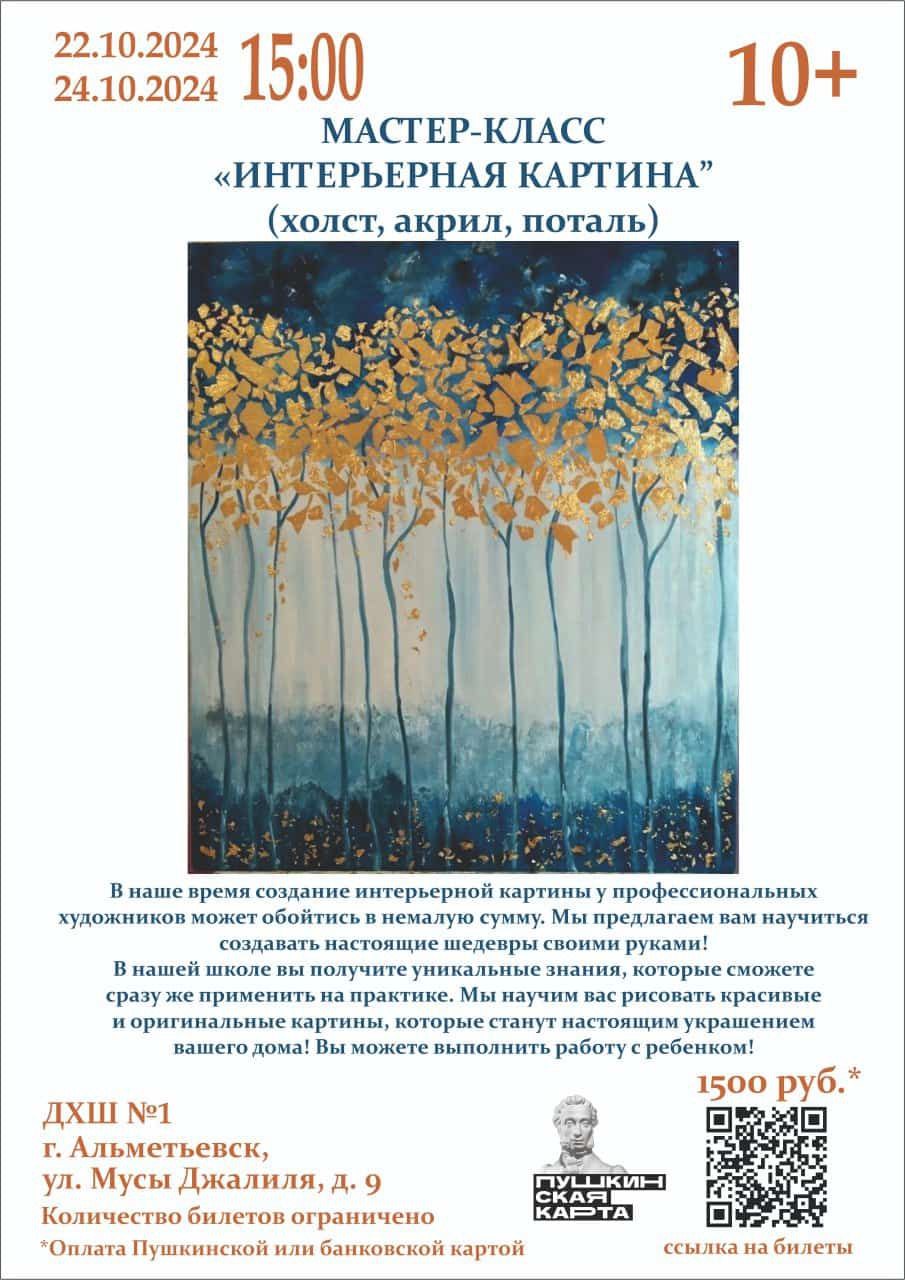 22.10.2024
24.10.2024
15:00
10+
МАСТЕР-КЛАСС
«ИНТЕРЬЕРНАЯ КАРТИНА”
(холст, акрил, поталь)
В наше время создание интерьерной картины у профессиональных
художников может обойтись в немалую сумму. Мы предлагаем вам научиться
создавать настоящие шедевры своими руками!
В нашей школе вы получите уникальные знания, которые сможете
сразу же применить на практике. Мы научим вас рисовать красивые
и оригинальные картины, которые станут настоящим украшением
вашего дома! Вы можете выполнить работу с ребенком!
1500 руб.*
ДХШ №1
г. Альметьевск,
ул. Мусы Джалиля, д. 9
Количество билетов ограничено
*Оплата Пушкинской или банковской картой
ПУШКИН
СКАЯ
КАРТА
ссылка на билеты